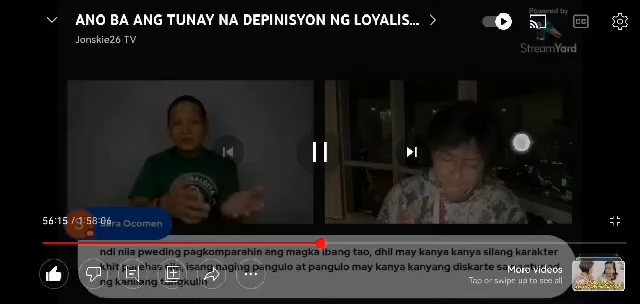 ANO BA ANG TUNAY NA DEPINISYON NG LOYALIS...
Jonskie26 TV
Powered by
StreamYard
CC
56:15 / 1:58:06
Sara Ocomen
ndi nila pweding pagkomparahin ang magka ibang tao, dhil may kanya kanya silang karakter
isang naging pangulo at pangulo may kanya kanyang diskarte sa
ng kanilang
More videos
Tap or swipe up to see all